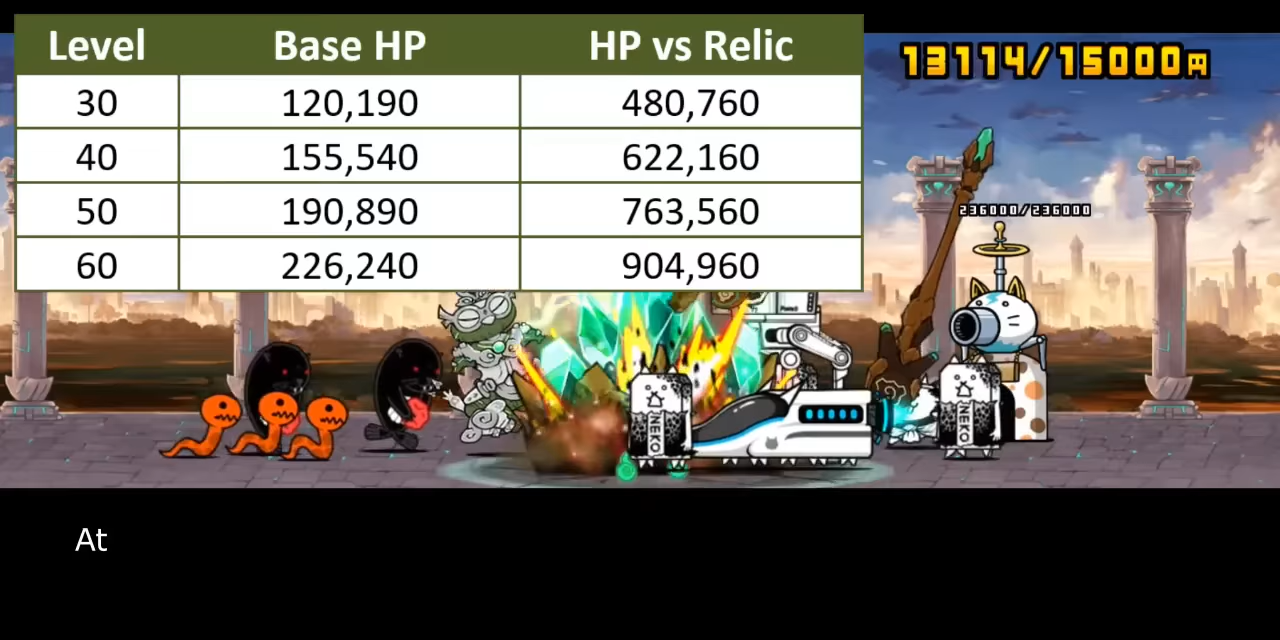 Level Base HP HP vs Relic
30 120,190 480,760
40 155,540 622,160
50 190,890 763,560
60 226,240 904,960
13114/15000円
236000/236000
NEKO
NEKO
At